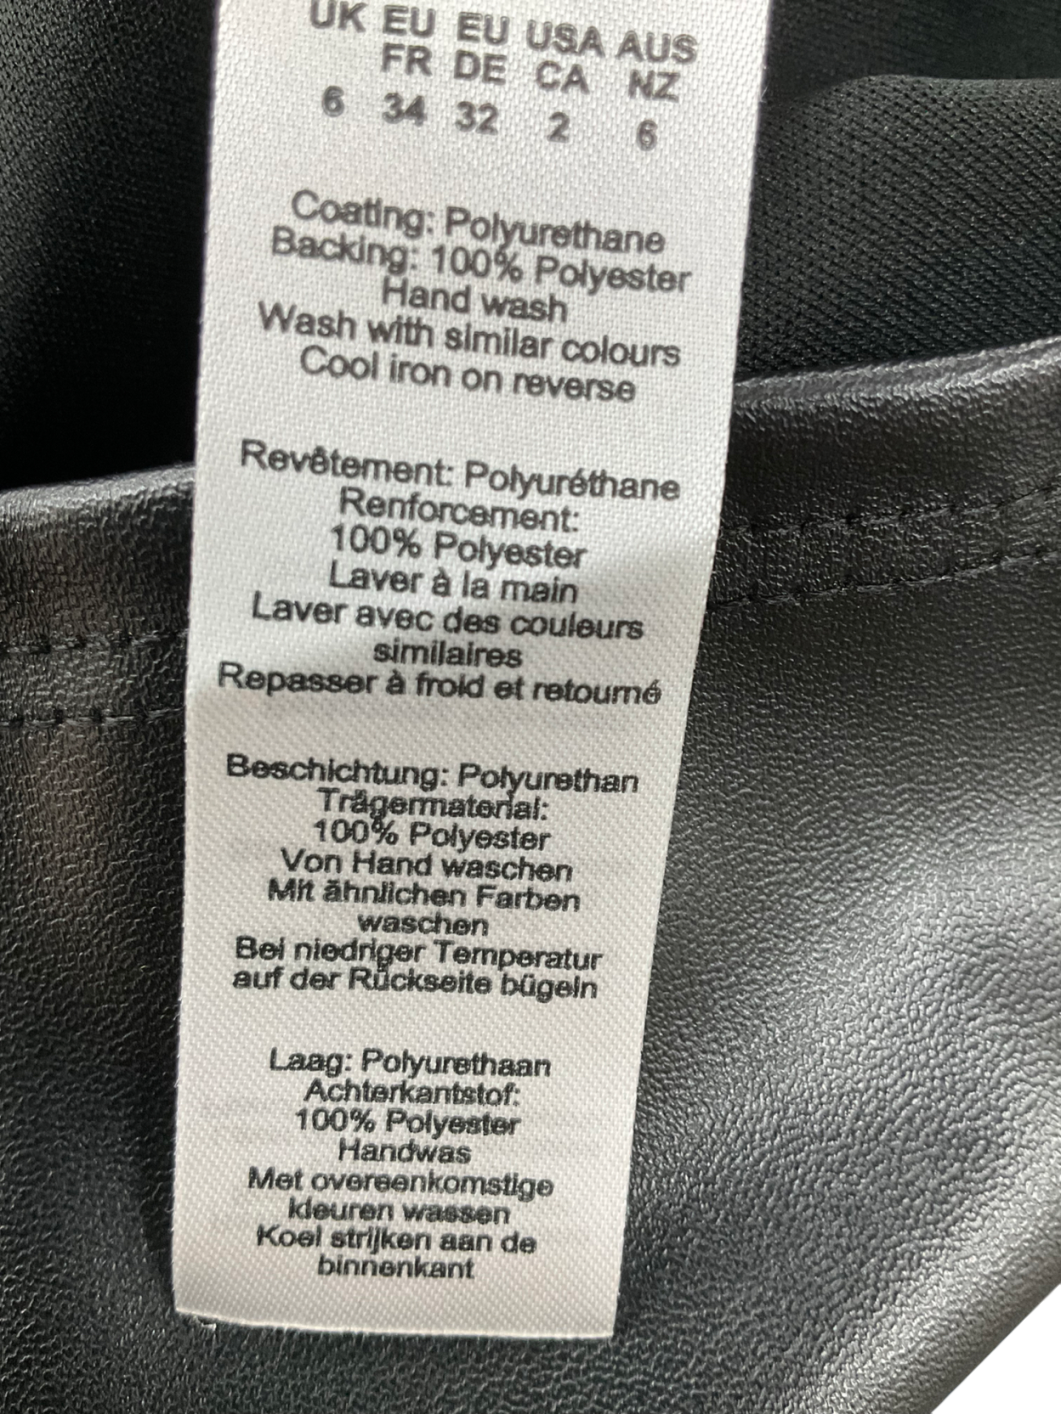 UK EU EU USA AUS
FR DE CA NZ
6 34 32 2 6
Coating: Polyurethane
Backing: 100% Polyester
Hand wash
Wash with similar colours
Cool iron on reverse
Revêtement: Polyuréthane
Renforcement:
100% Polyester
Laver à la main
Laver avec des couleurs
similaires
Repasser à froid et retourné
Beschichtung: Polyurethan
Trägermaterial:
100% Polyester
Von Hand waschen
Mit ähnlichen Farben
waschen
Bei niedriger Temperatur
auf der Rückseite bügeln
Laag: Polyurethaan
Achterkantstof:
100% Polyester
Handwas
Met overeenkomstige
kleuren wassen
Koel strijken aan de
binnenkant